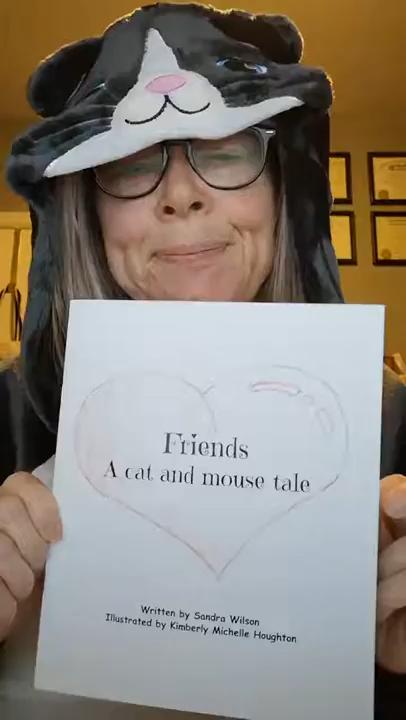 Friends
A cat and mouse tale
Written by Sandra Wilson
Illustrated by Kimberly Michelle Houghton